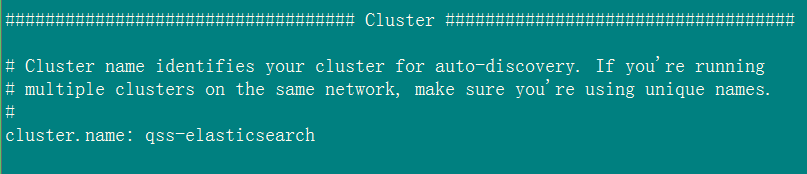 ################################### Cluster ###################################
# Cluster name identifies your cluster for auto-discovery. If you're running
# multiple clusters on the same network, make sure you're using unique names.
#
cluster.name: qss-elasticsearch